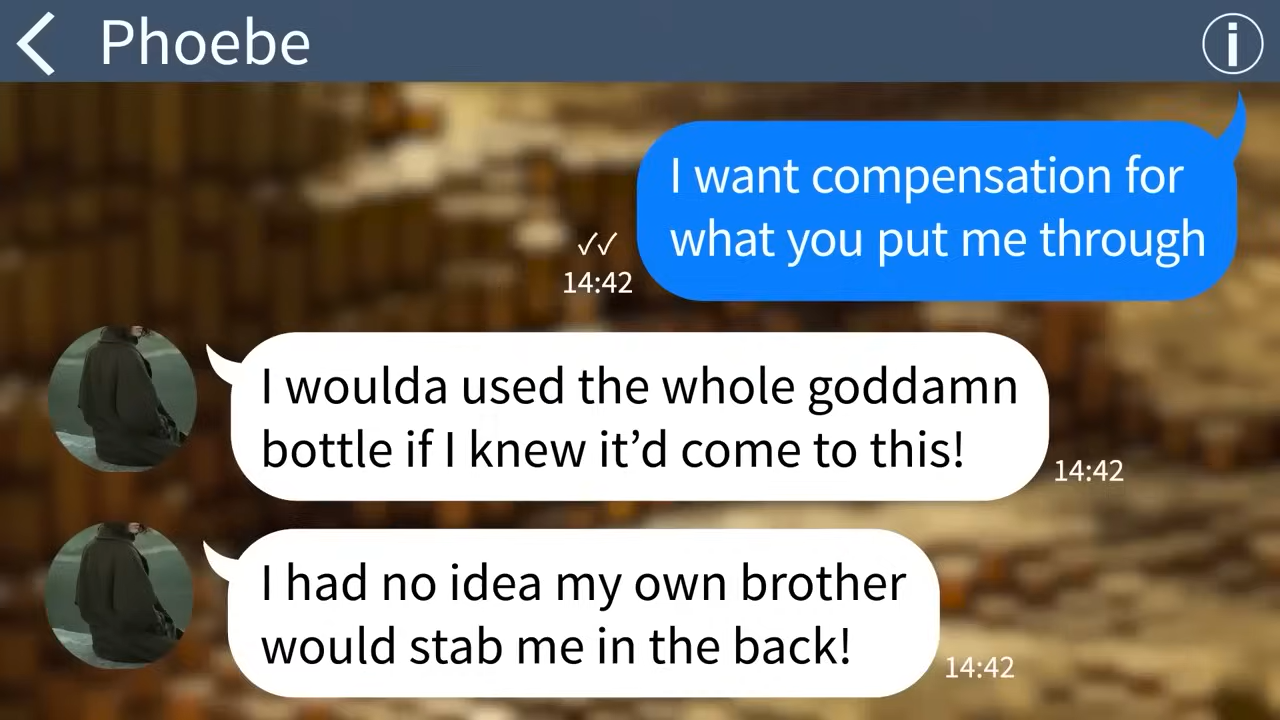 Phoebe
I want compensation for
what you put me through
14:42
I woulda used the whole goddamn
bottle if I knew it’d come to this!
14:42
I had no idea my own brother
would stab me in the back!
14:42